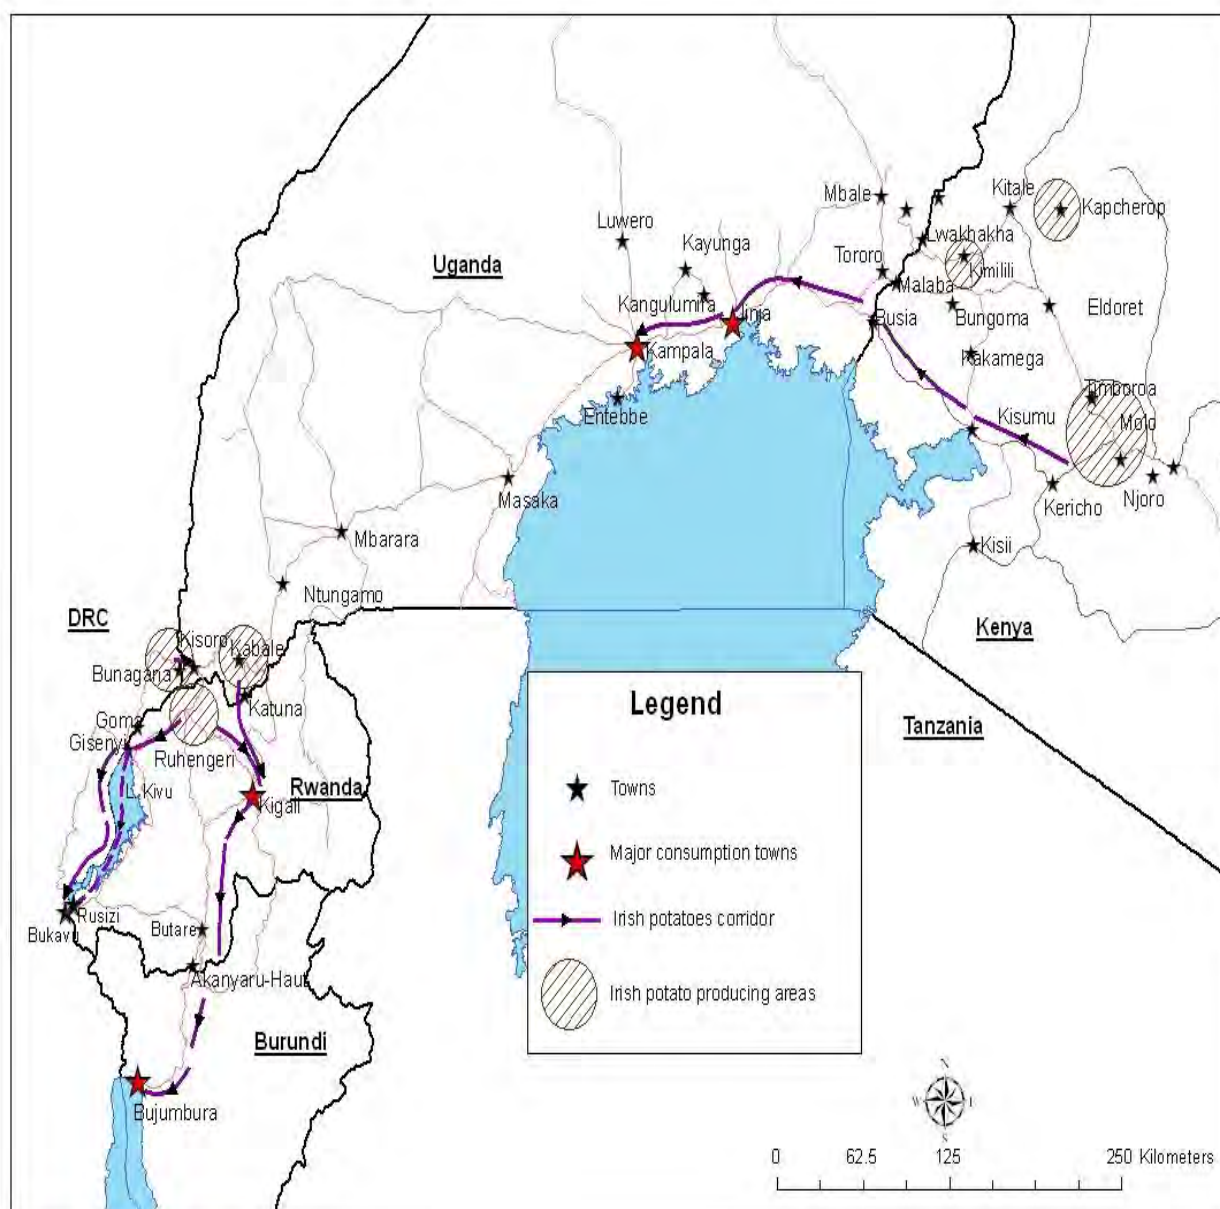 Mbale
Kitale
Kapcherop
Luwero
Lwakhakha
Kayunga
Tororo
Kimilili
Uganda
Malaba
Kangulumira
Jinja
Busia
Bungoma
Eldoret
Kampala
Kakamega
Timboroa
Entebbe
Kisumu
Molo
Masaka
Kericho
Njoro
Mbarara
Kisii
Ntungamo
DRC
Kenya
Kisoro
Kabale
Bunagana
Katuna
Goma
Gisenyi
Ruhengeri
Tanzania
L. Kivu
Rwanda
Kigali
Rusizi
Bukavu
Butare
Akanyaru-Haut
Burundi
Bujumbura
Legend
Towns
Major consumption towns
Irish potatoes corridor
Irish potato producing areas
N
W
S
0 62.5 125 250 Kilometers